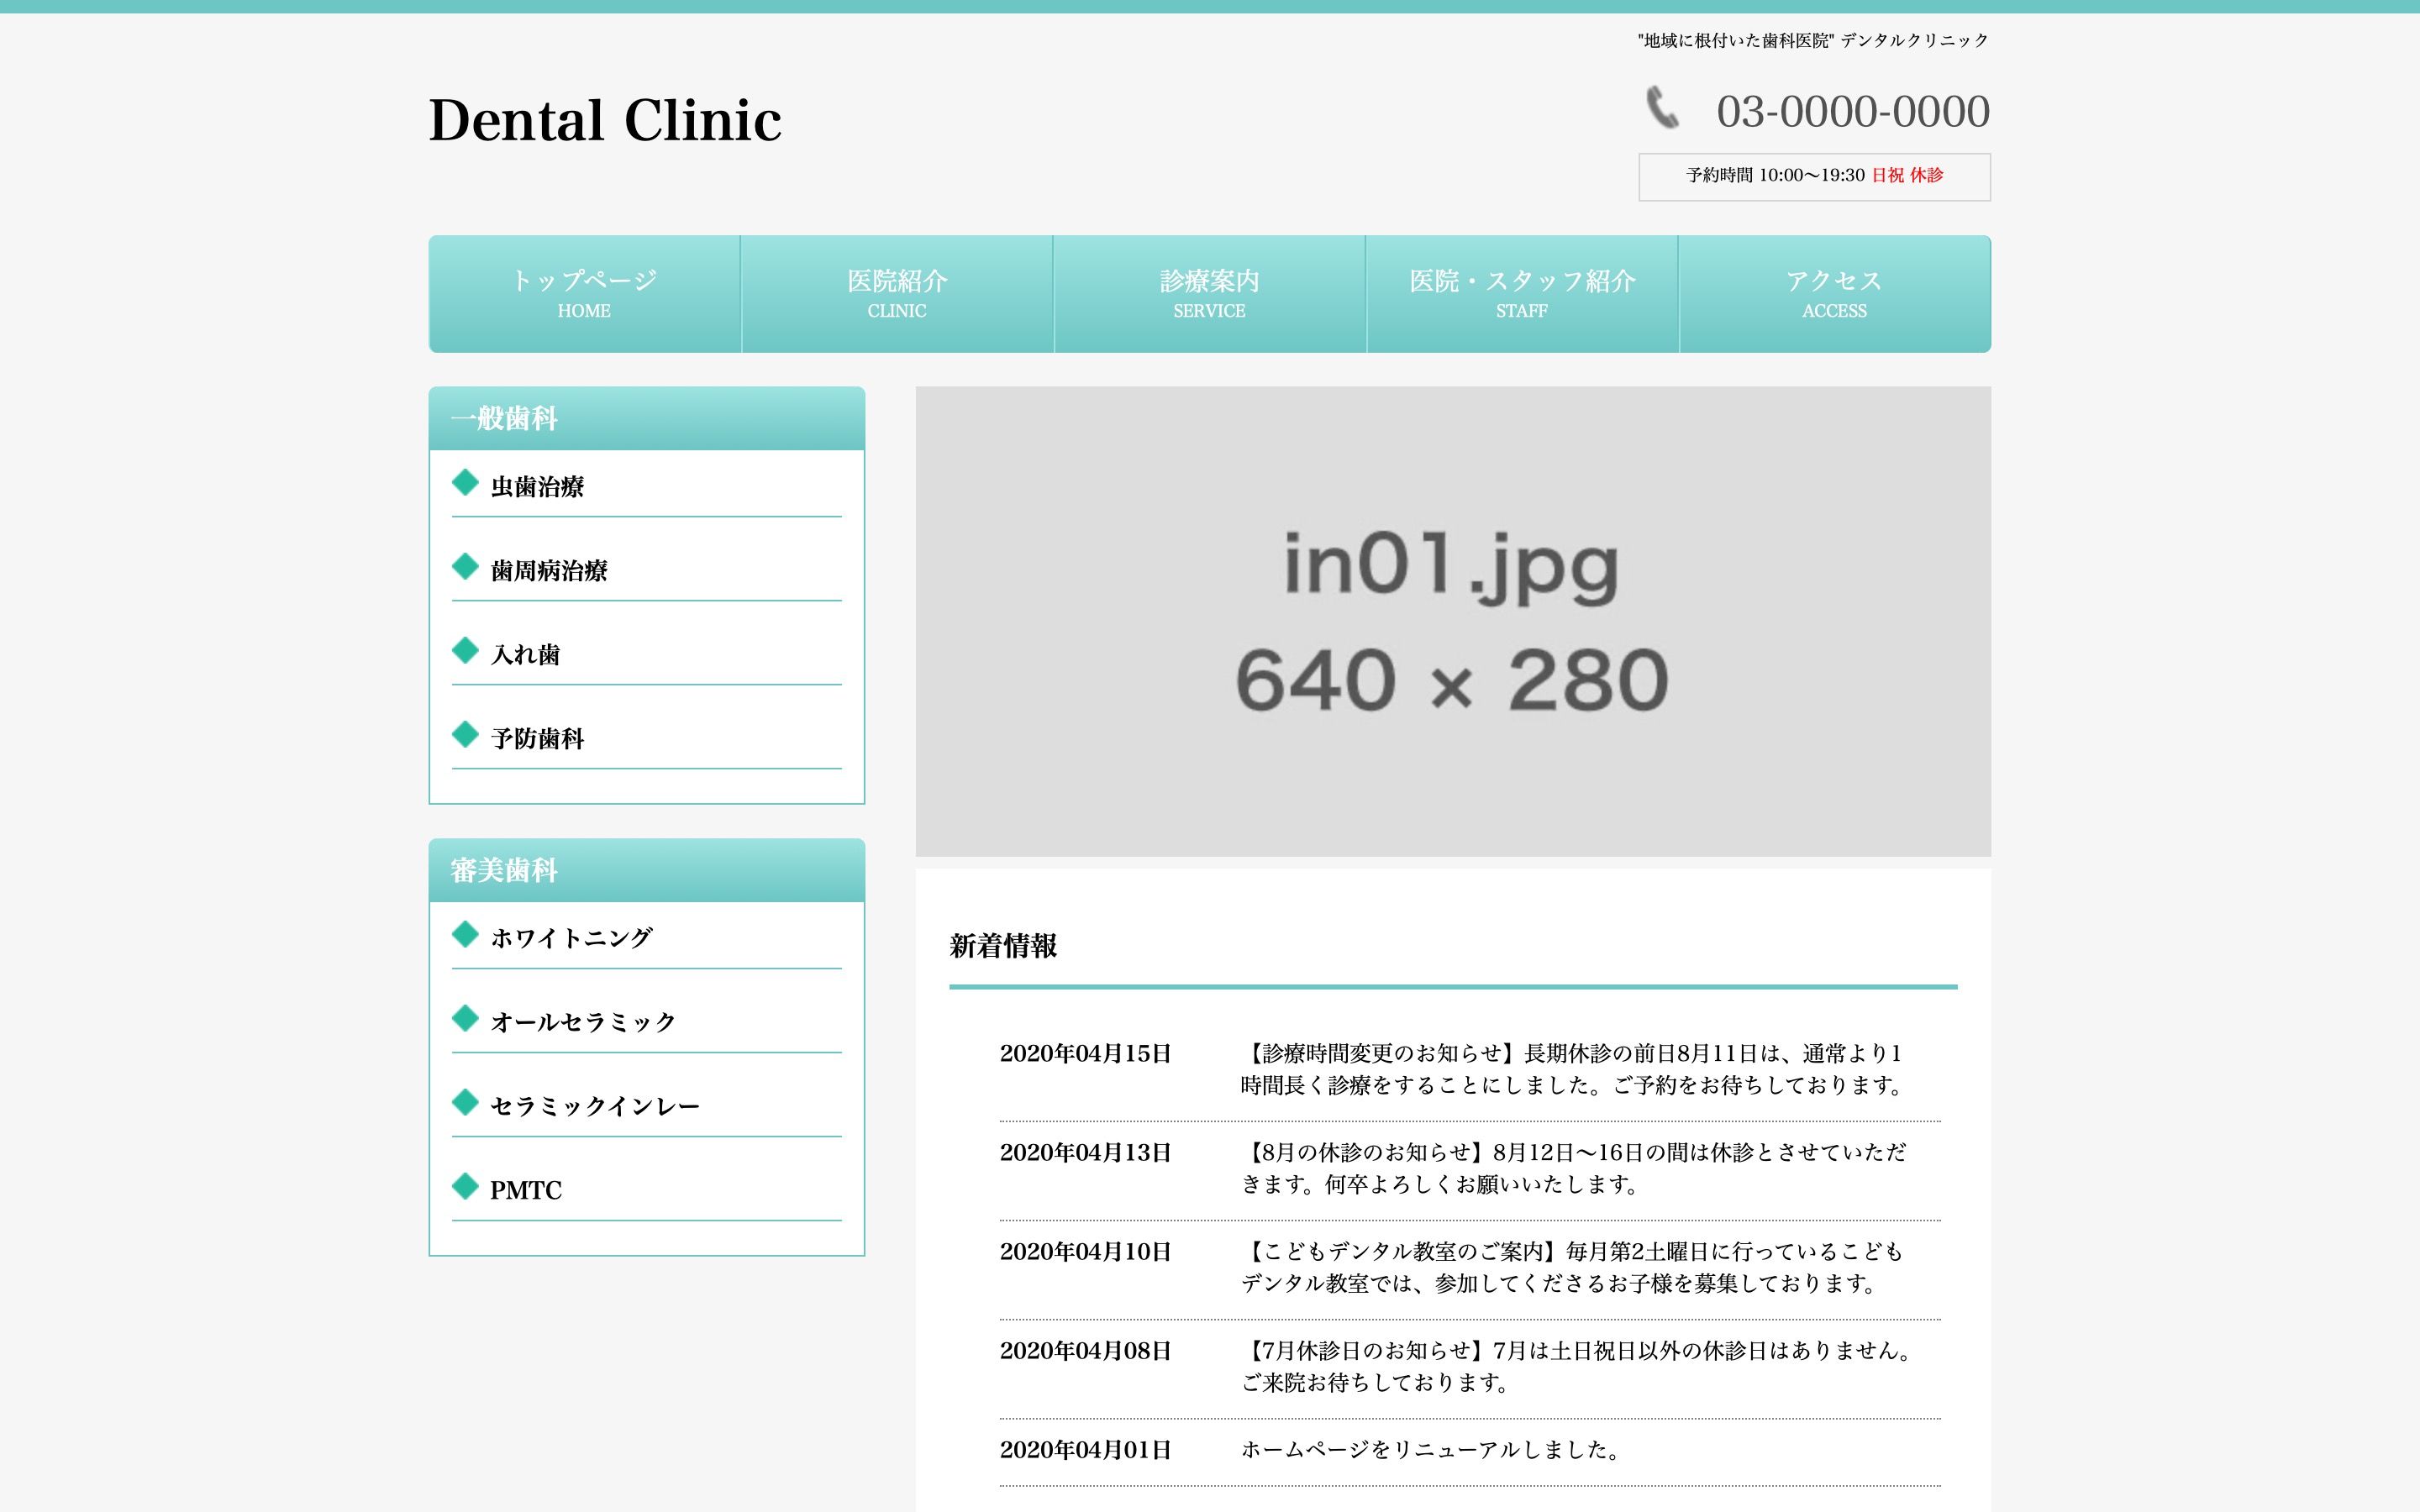 "地域に根付いた歯科医院" デンタルクリニック
Dental Clinic
03-0000-0000
予約時間 10:00～19:30 日祝 休診
トップページ
HOME
医院紹介
CLINIC
診療案内
SERVICE
医院・スタッフ紹介
STAFF
アクセス
ACCESS
一般歯科
虫歯治療
歯周病治療
入れ歯
予防歯科
審美歯科
ホワイトニング
オールセラミック
セラミックインレー
PMTC
in01.jpg
640 × 280
新着情報
2020年04月15日
【診療時間変更のお知らせ】長期休診の前日8月11日は、通常より1
時間長く診療をすることにしました。ご予約をお待ちしております。
2020年04月13日
【8月の休診のお知らせ】8月12日～16日の間は休診とさせていただ
きます。何卒よろしくお願いいたします。
2020年04月10日
【こどもデンタル教室のご案内】毎月第2土曜日に行っているこども
デンタル教室では、参加してくださるお子様を募集しております。
2020年04月08日
【7月休診日のお知らせ】7月は土日祝日以外の休診日はありません。
ご来院お待ちしております。
2020年04月01日
ホームページをリニューアルしました。